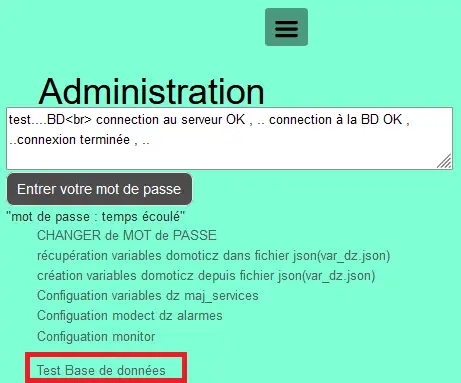 Administration
test....BD<br> connection au serveur OK , .. connection à la BD OK ,
..connexion terminée , ..
Entrer votre mot de passe
"mot de passe : temps écoulé"
CHANGER de MOT de PASSE
récupération variables domoticz dans fichier json(var_dz.json)
création variables domoticz depuis fichier json(var_dz.json)
Configuation variables dz maj_services
Configuation modect dz alarmes
Configuation monitor
Test Base de données